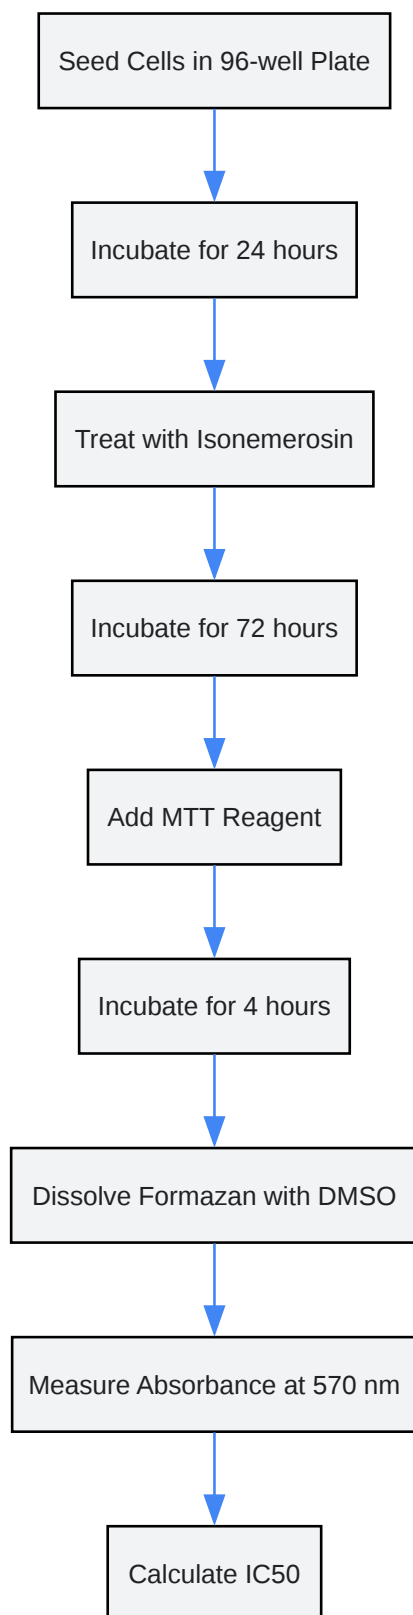 Seed Cells in 96-well Plate
Incubate for 24 hours
Treat with Isonemerosin
Incubate for 72 hours
Add MTT Reagent
Incubate for 4 hours
Dissolve Formazan with DMSO
Measure Absorbance at 570 nm
Calculate IC50